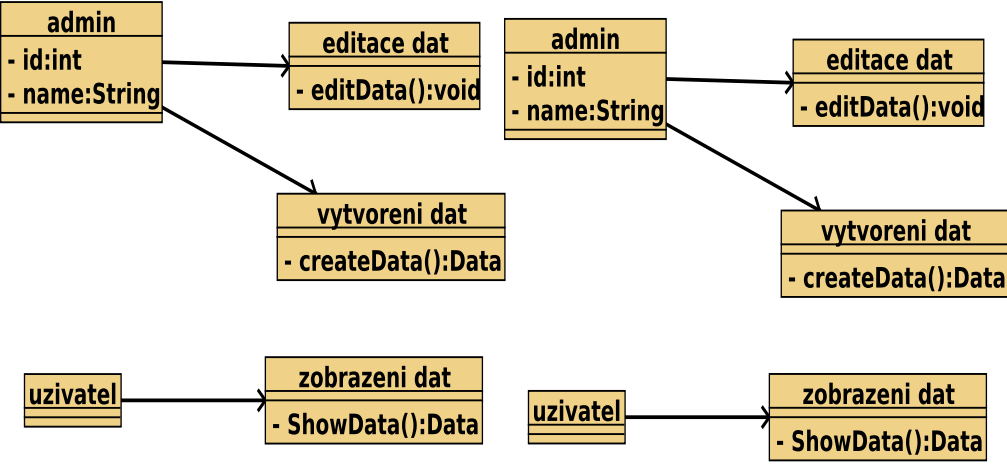 admin
- id:int
- name:String
editace dat
- editData():void
vytvoreni dat
- createData():Data
uzivatel
zobrazeni dat
- ShowData():Data
admin
- id:int
- name:String
editace dat
- editData():void
vytvoreni dat
- createData():Data
uzivatel
zobrazeni dat
- ShowData():Data